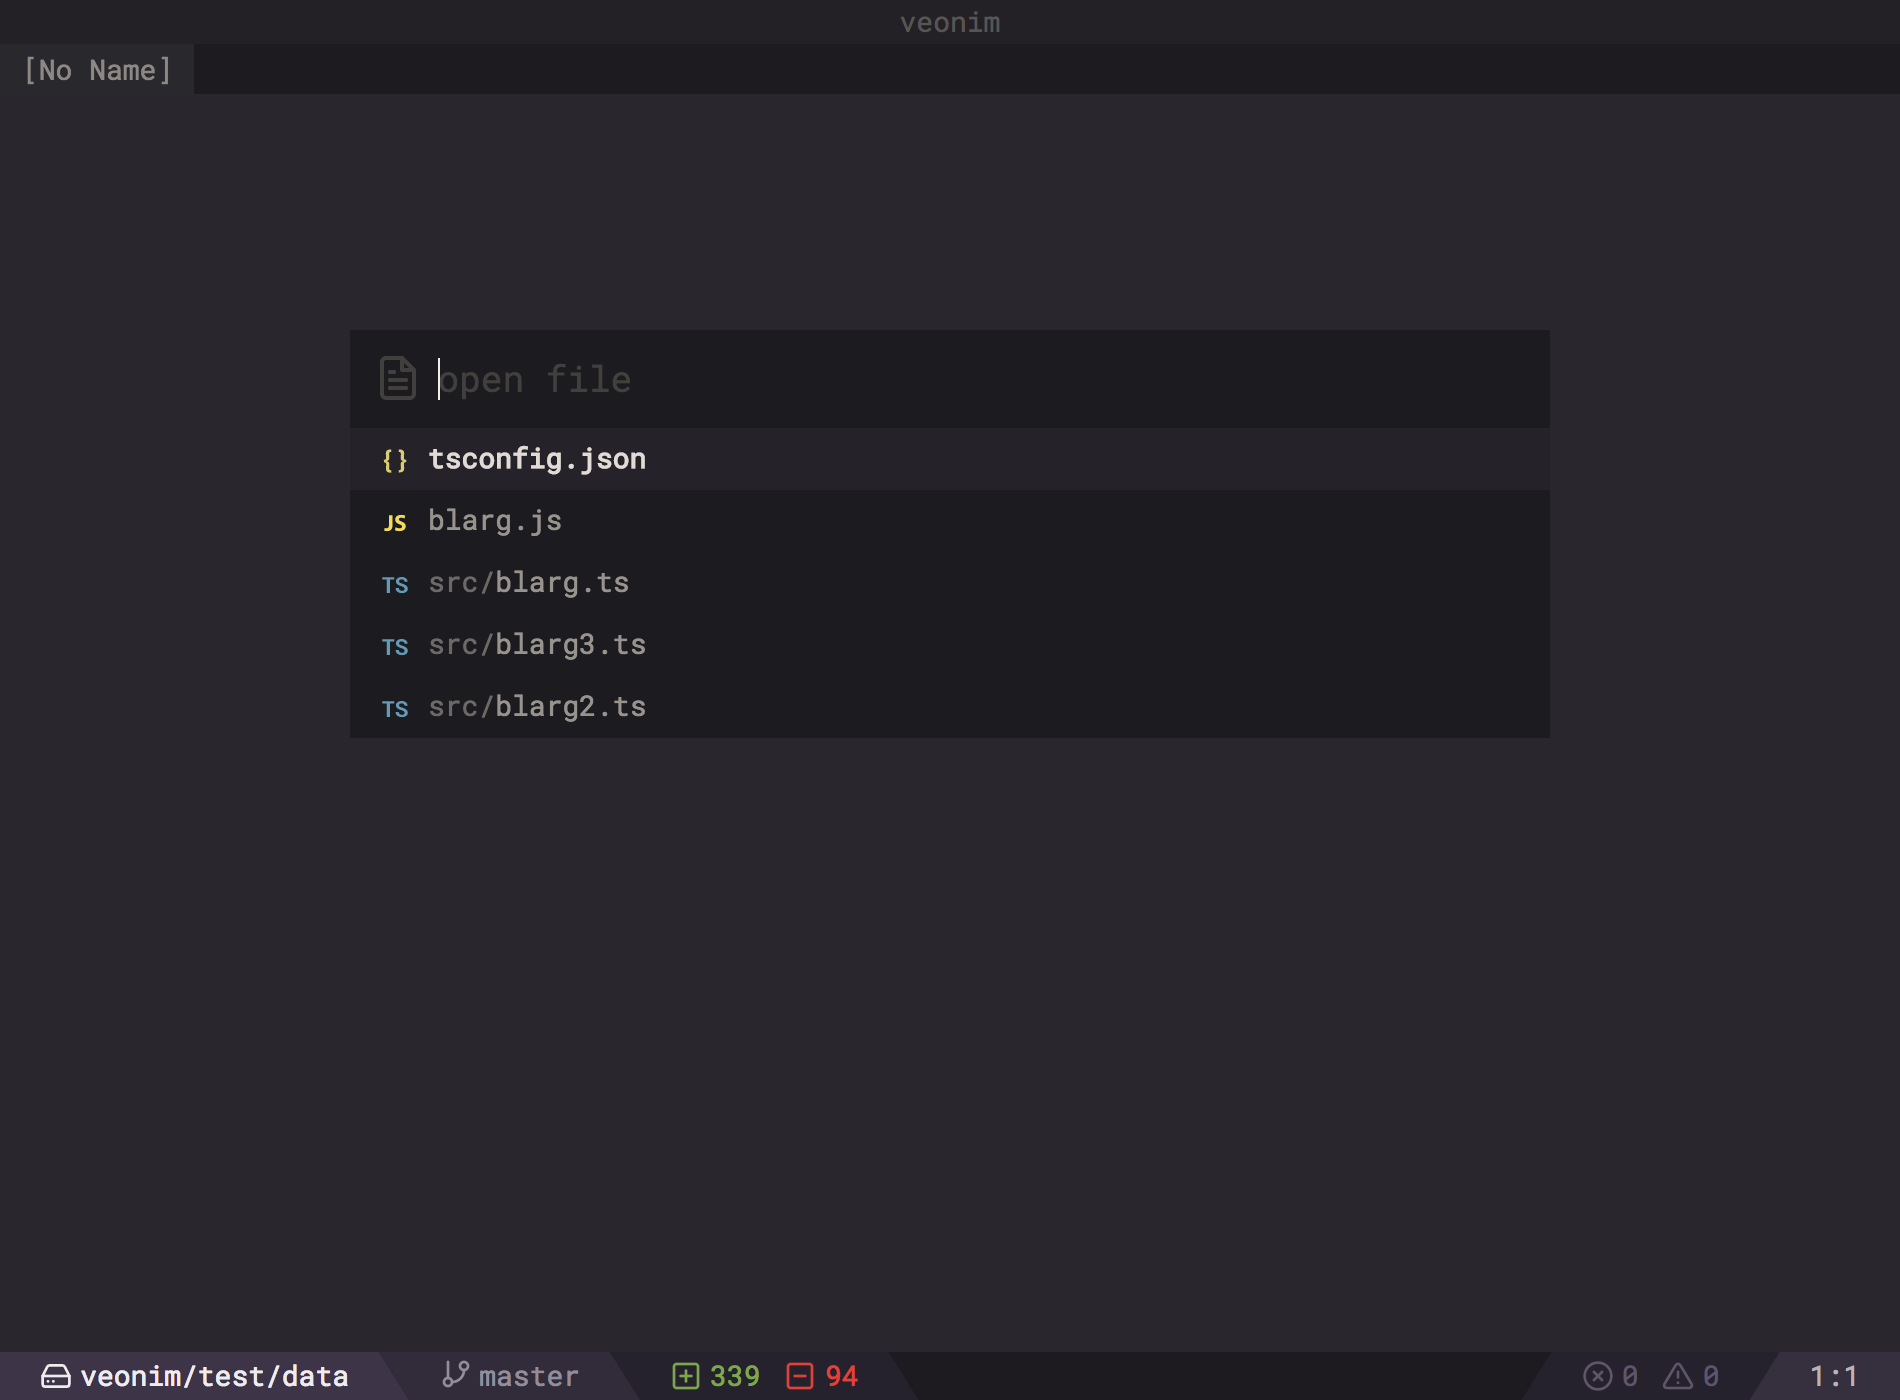 veonim
[No Name]
open file
{} tsconfig.json
JS blarg.js
TS src/blarg.ts
TS src/blarg3.ts
TS src/blarg2.ts
veonim/test/data master 339 94 0 0 1:1